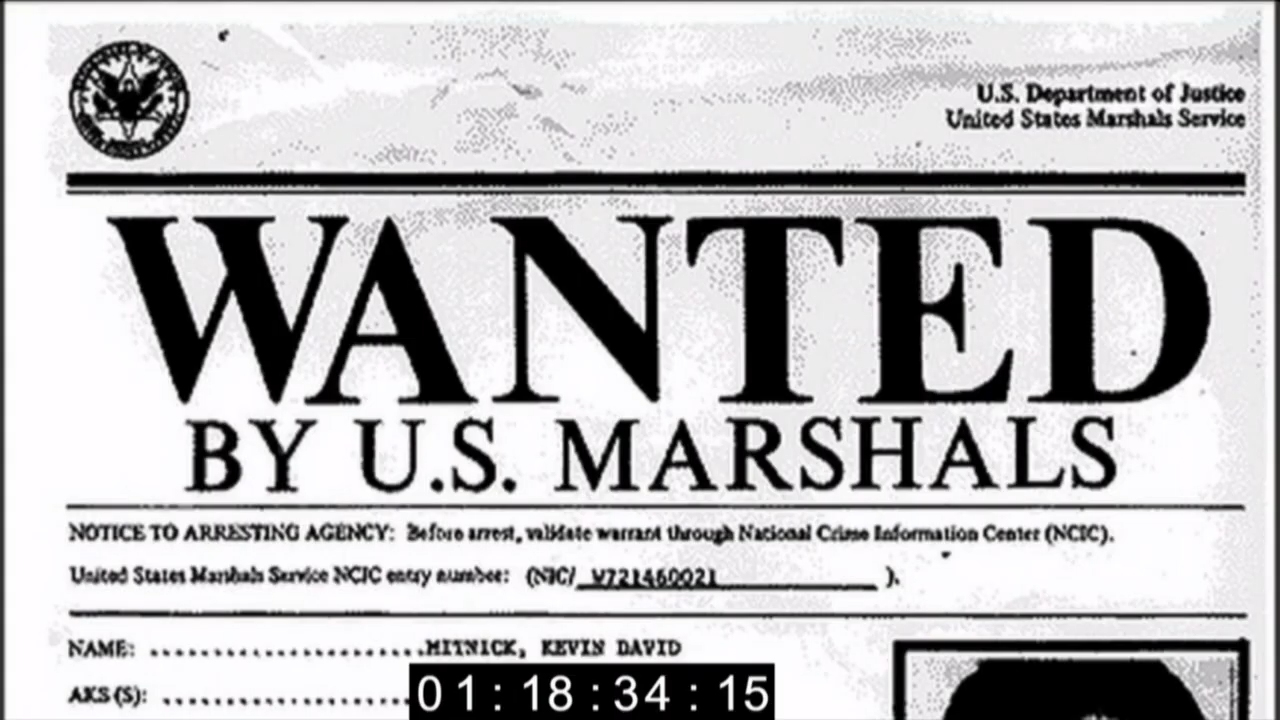 U.S. Department of Justice
United States Marshals Service
WANTED
BY U.S. MARSHALS
NOTICE TO ARRESTING AGENCY: Before arrest, validate warrant through National Crime Information Center (NCIC).
United States Marshals Service NCIC entry number: (NIC/ W721460021 ).
NAME: .....................MITNICK, KEVIN DAVID
AKS(S): .....................
01:18:34:15